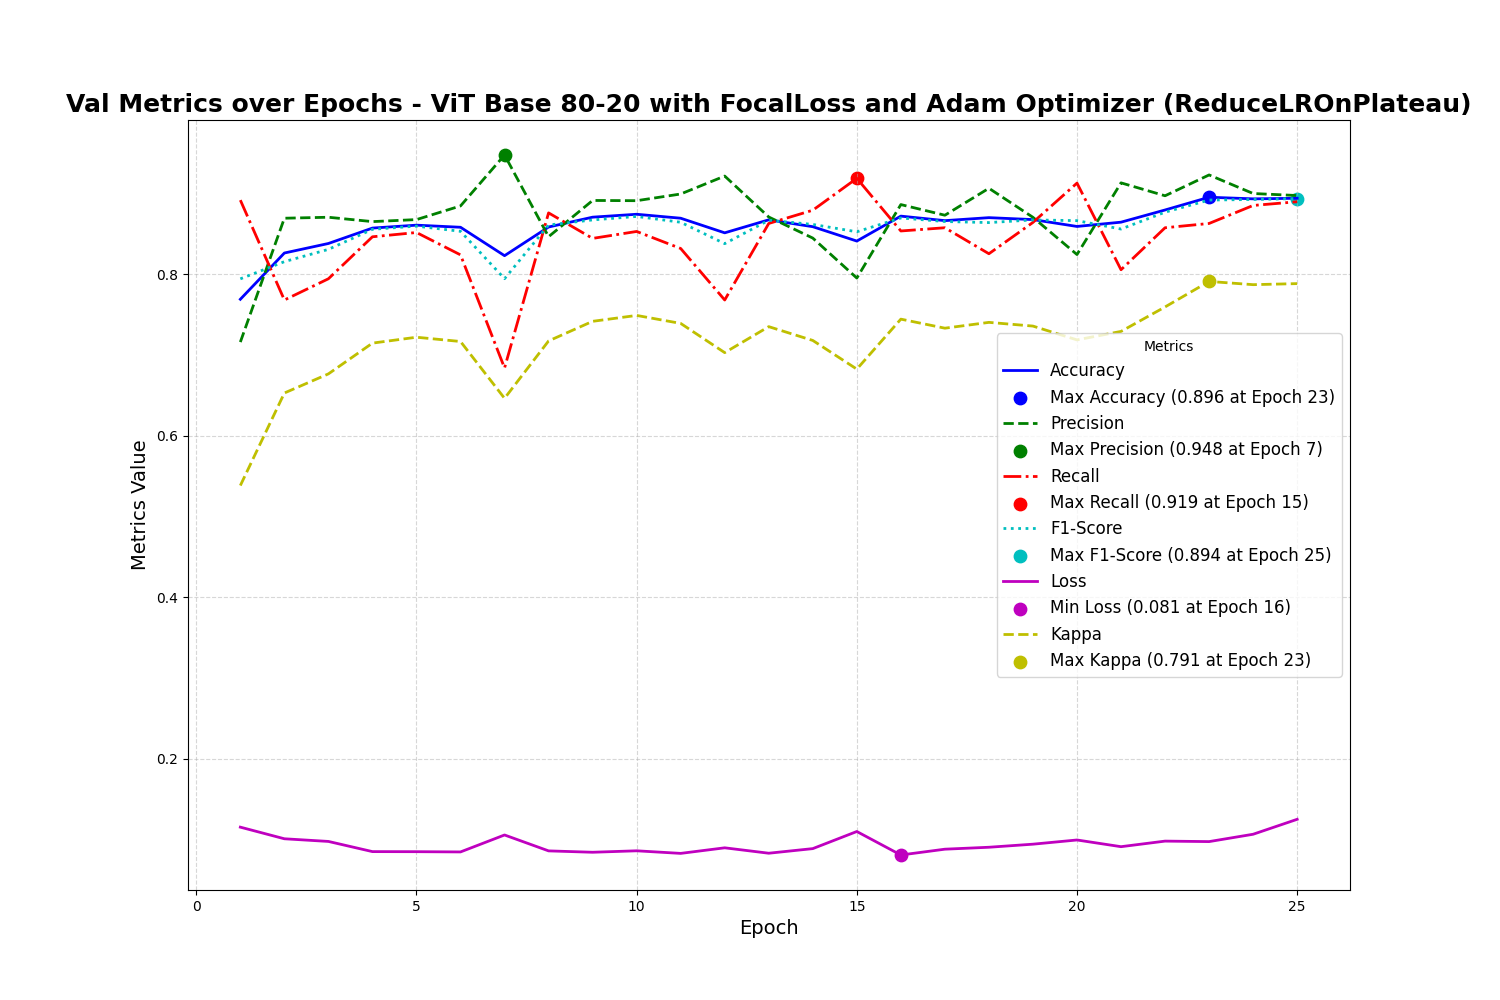 Val Metrics over Epochs - ViT Base 80-20 with FocalLoss and Adam Optimizer (ReduceLROnPlateau)
Metrics Value
0.8
0.6
0.4
0.2
Metrics
Accuracy
Max Accuracy (0.896 at Epoch 23)
Precision
Max Precision (0.948 at Epoch 7)
Recall
Max Recall (0.919 at Epoch 15)
F1-Score
Max F1-Score (0.894 at Epoch 25)
Loss
Min Loss (0.081 at Epoch 16)
Kappa
Max Kappa (0.791 at Epoch 23)
0 5 10 15 20 25
Epoch